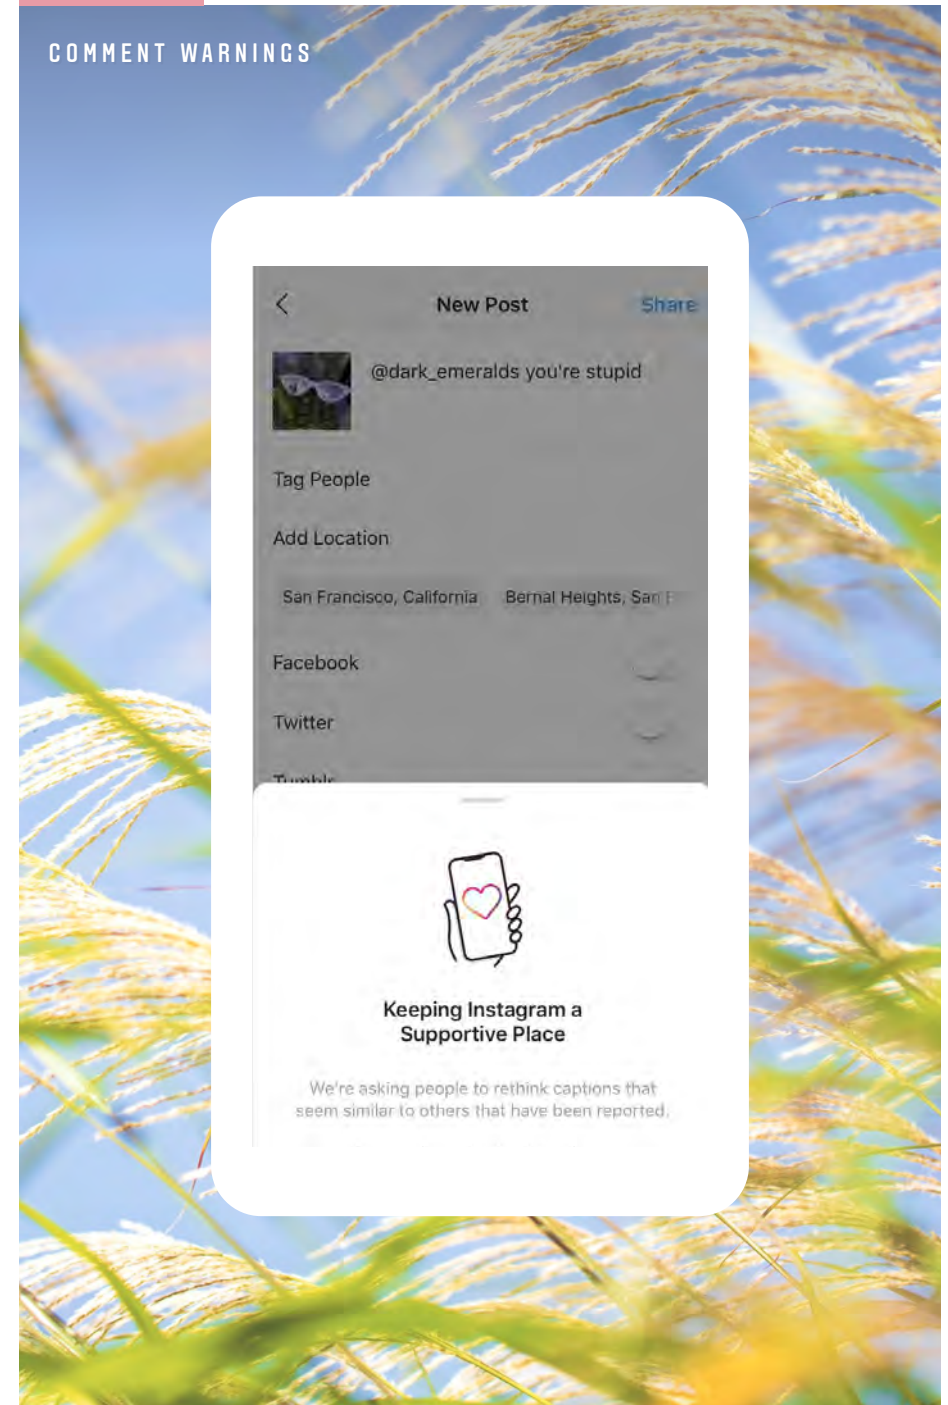 COMMENT WARNINGS
New Post
Share
@dark_emeralds you're stupid
Tag People
Add Location
San Francisco, California
Bernal Heights, San
Facebook
Twitter
Tumblr
Keeping Instagram a
Supportive Place
We're asking people to rethink captions that
seem similar to others that have been reported.